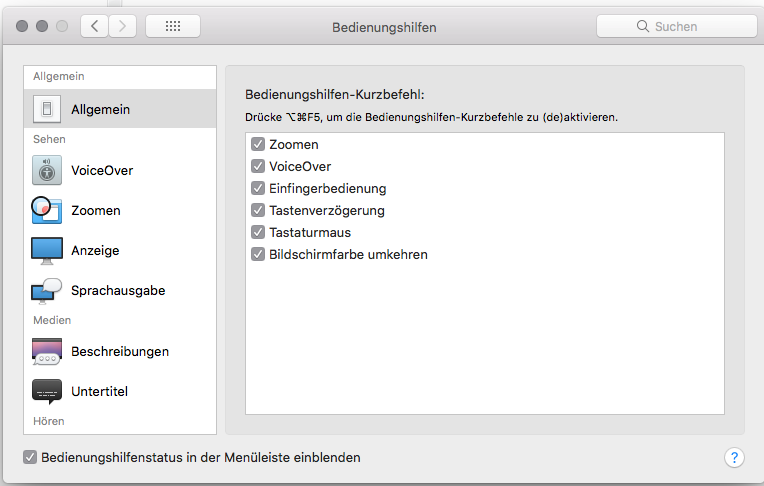 Bedienungshilfen
Suchen
Allgemein
Allgemein
Sehen
VoiceOver
Zoomen
Anzeige
Sprachausgabe
Medien
Beschreibungen
Untertitel
Hören
Bedienungshilfen-Kurzbefehl:
Drücke ⌥⌘F5, um die Bedienungshilfen-Kurzbefehle zu (de)aktivieren.
Zoomen
VoiceOver
Einfingerbedienung
Tastenverzögerung
Tastaturmaus
Bildschirmfarbe umkehren
Bedienungshilfenstatus in der Menüleiste einblenden
?